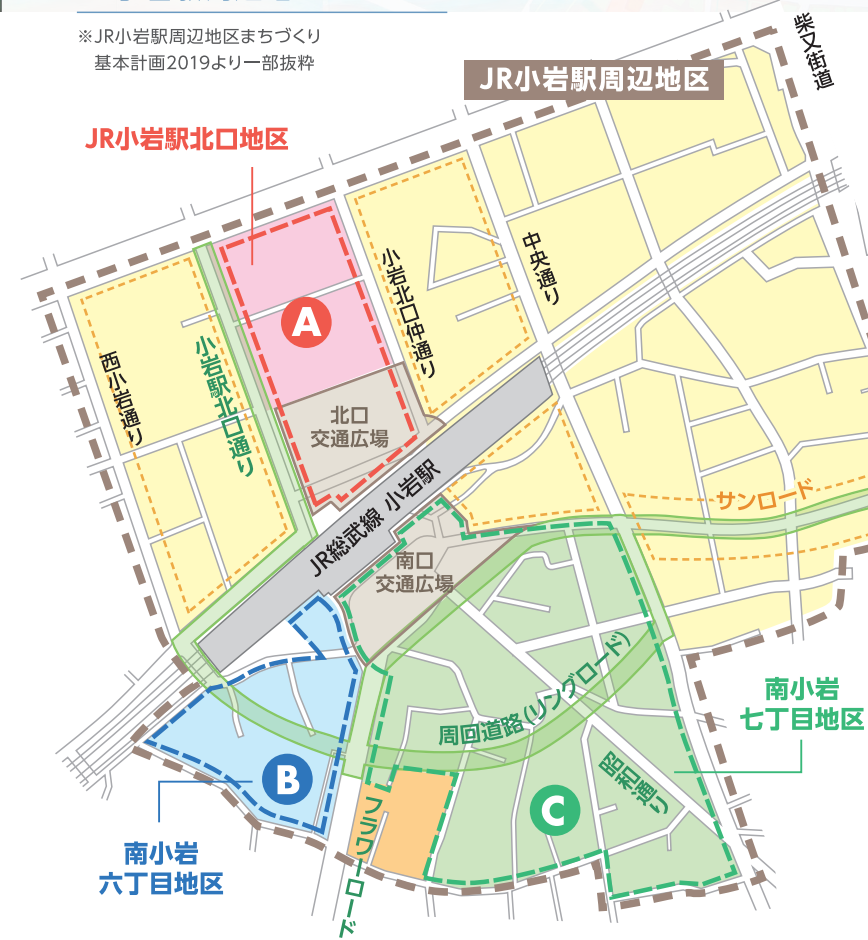 ※JR小岩駅周辺地区まちづくり
基本計画2019より一部抜粋
JR小岩駅周辺地区
柴又街道
JR小岩駅北口地区
A
小岩北口仲通り
中央通り
西小岩通り
小岩駅北口通り
北口
交通広場
JR総武線 小岩駅
サンロード
南口
交通広場
周回道路(リングロード)
南小岩
七丁目地区
昭和通り
B
C
フラワーロード
南小岩
六丁目地区